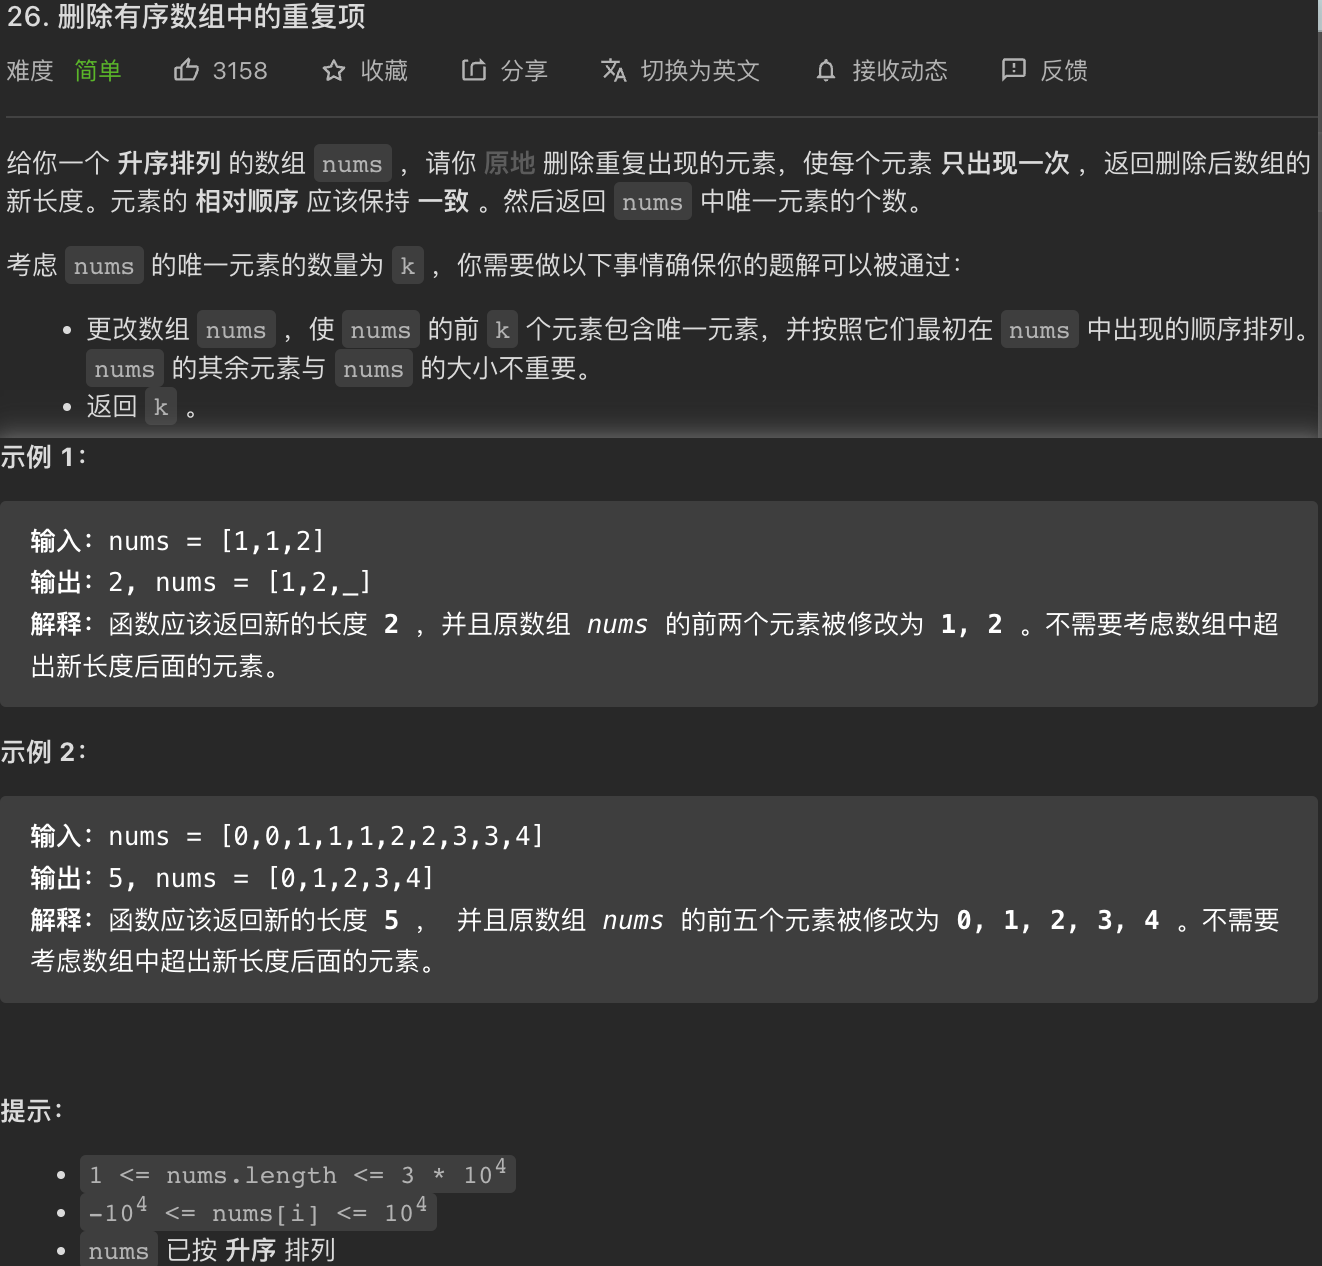 26. 删除有序数组中的重复项
难度 简单 3158 收藏 分享 切换为英文 接收动态 反馈
给你一个 升序排列 的数组 nums ，请你 原地 删除重复出现的元素，使每个元素 只出现一次 ，返回删除后数组的
新长度。元素的 相对顺序 应该保持 一致 。然后返回 nums 中唯一元素的个数。
考虑 nums 的唯一元素的数量为 k ，你需要做以下事情确保你的题解可以被通过：
• 更改数组 nums ，使 nums 的前 k 个元素包含唯一元素，并按照它们最初在 nums 中出现的顺序排列。
nums 的其余元素与 nums 的大小不重要。
• 返回 k 。
示例 1：
输入：nums = [1,1,2]
输出：2, nums = [1,2,_]
解释：函数应该返回新的长度 2 ，并且原数组 nums 的前两个元素被修改为 1, 2 。不需要考虑数组中超
出新长度后面的元素。
示例 2：
输入：nums = [0,0,1,1,1,2,2,3,3,4]
输出：5, nums = [0,1,2,3,4]
解释：函数应该返回新的长度 5 ， 并且原数组 nums 的前五个元素被修改为 0, 1, 2, 3, 4 。不需要
考虑数组中超出新长度后面的元素。
提示：
• 1 <= nums.length <= 3 * 10⁴
• -10⁴ <= nums[i] <= 10⁴
• nums 已按 升序 排列